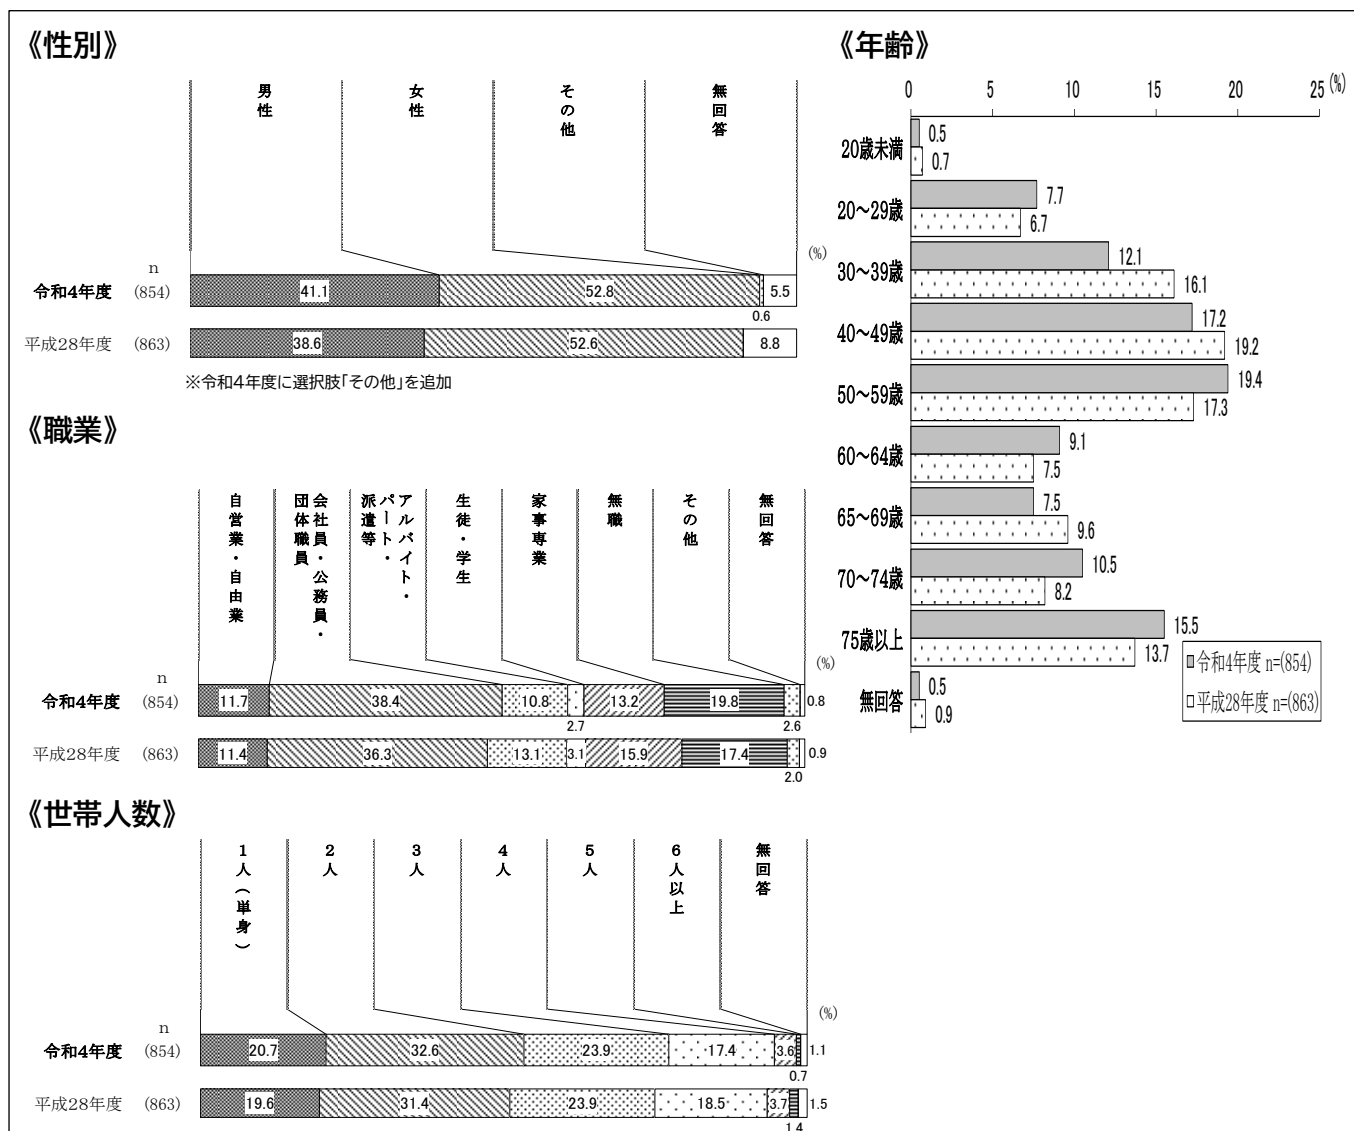 《性別》
男性
女性
その他
無回答
(%)
n
令和4年度 (854) 41.1 52.8 5.5
0.6
平成28年度 (863) 38.6 52.6 8.8
※令和4年度に選択肢「その他」を追加
《職業》
自営業・自由業
会社員・公務員・
団体職員
アルバイト・
パート・
派遣等
生徒・学生
家事専業
無職
その他
無回答
(%)
n
令和4年度 (854) 11.7 38.4 10.8 13.2 19.8 0.8
2.7 2.6
平成28年度 (863) 11.4 36.3 13.1 3.1 15.9 17.4 0.9
2.0
《世帯人数》
1人(単身)
2人
3人
4人
5人
6人以上
無回答
(%)
n
令和4年度 (854) 20.7 32.6 23.9 17.4 3.6 1.1
0.7
平成28年度 (863) 19.6 31.4 23.9 18.5 3.7 1.5
1.4
《年齢》
0 5 10 15 20 25 (%)
20歳未満 0.5
0.7
20～29歳 7.7
6.7
30～39歳 12.1
16.1
40～49歳 17.2
19.2
50～59歳 19.4
17.3
60～64歳 9.1
7.5
65～69歳 7.5
9.6
70～74歳 10.5
8.2
75歳以上 15.5
13.7
無回答 0.5
0.9
令和4年度 n=(854)
平成28年度 n=(863)